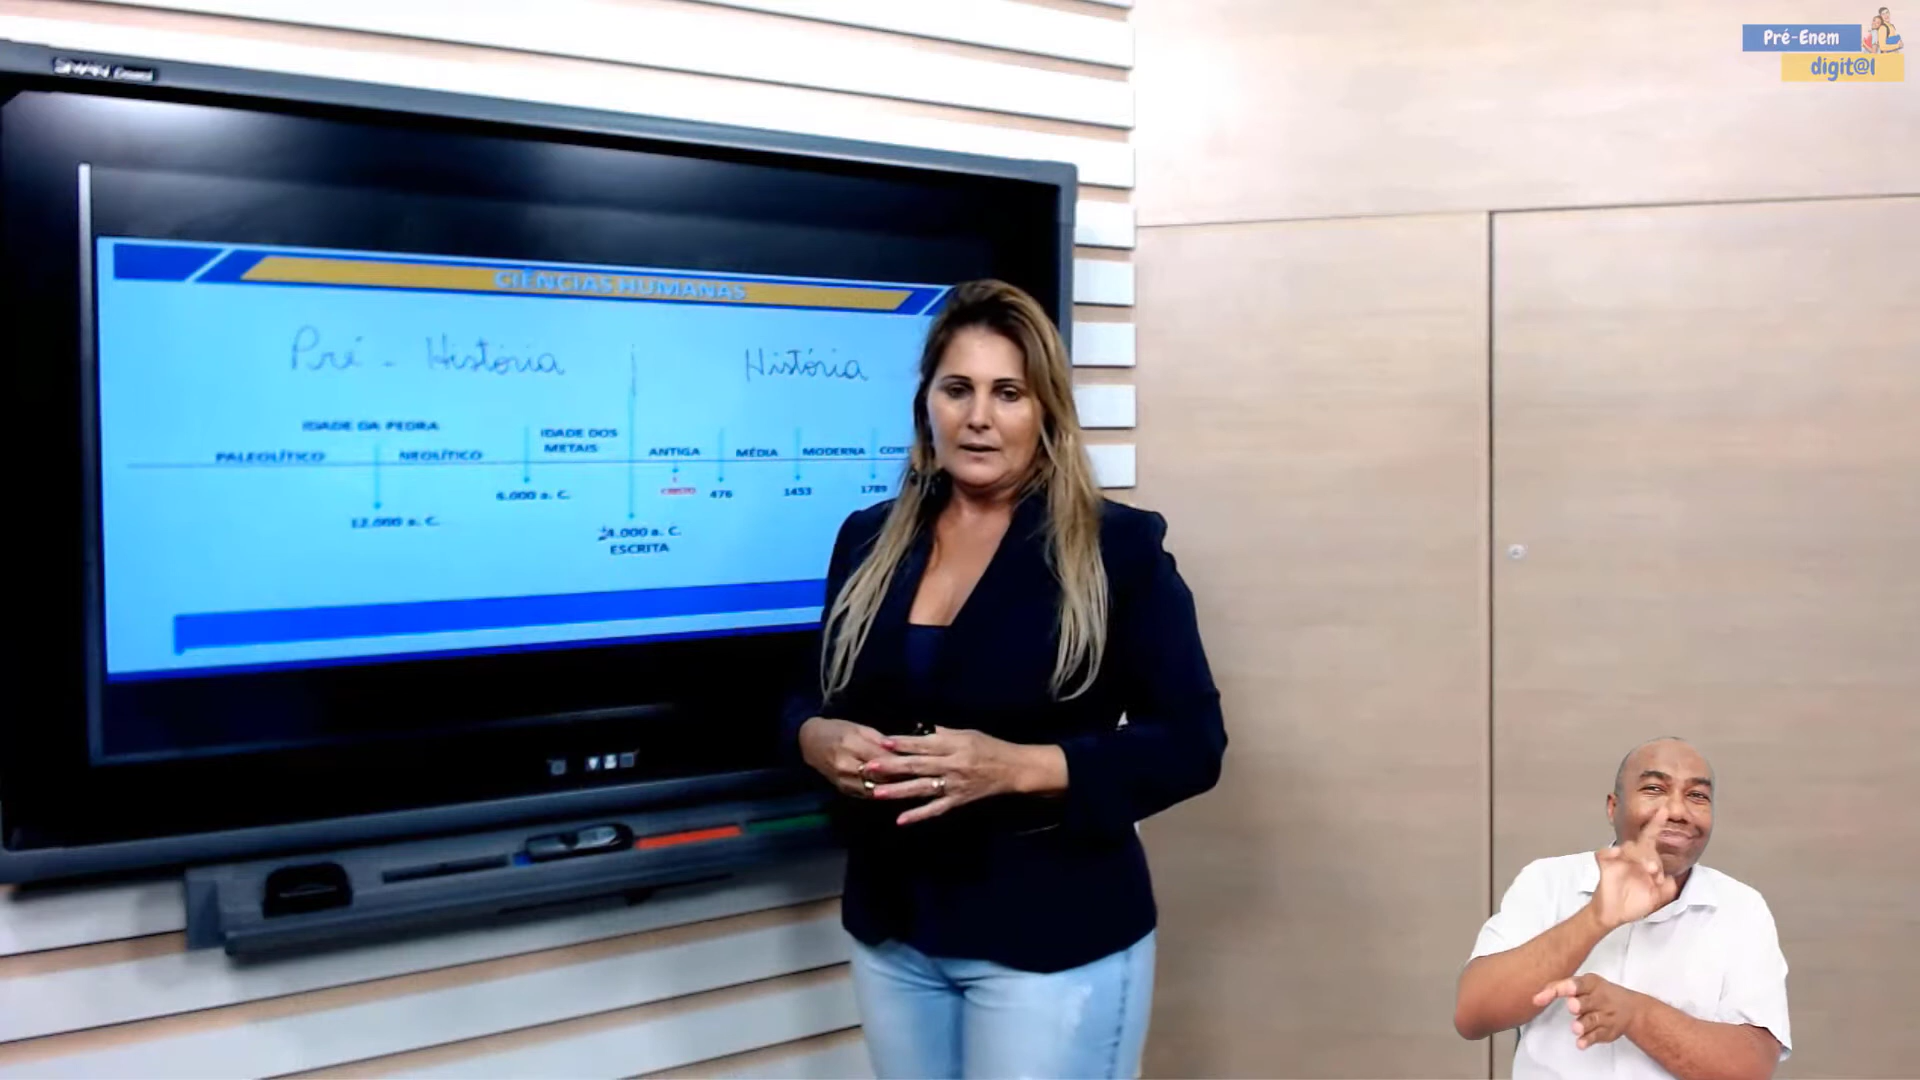 Pré-Enem
digit@l
CIÊNCIAS HUMANAS
Pré - História
História
IDADE DA PEDRA
IDADE DOS
METAIS
PALEOLÍTICO
NEOLÍTICO
ANTIGA
MÉDIA
MODERNA
CRISTO
476
1453
1789
6.000 a. C.
12.000 a. C.
±4.000 a. C.
ESCRITA